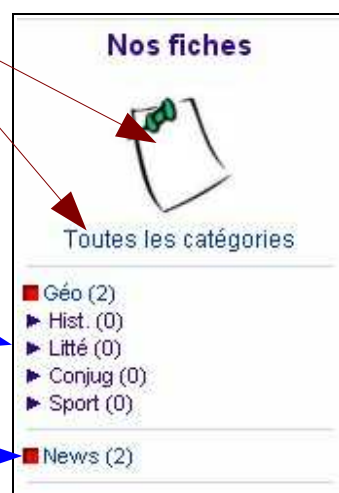 Nos fiches
Toutes les catégories
Géo (2)
Hist. (0)
Litté (0)
Conjug (0)
Sport (0)
News (2)